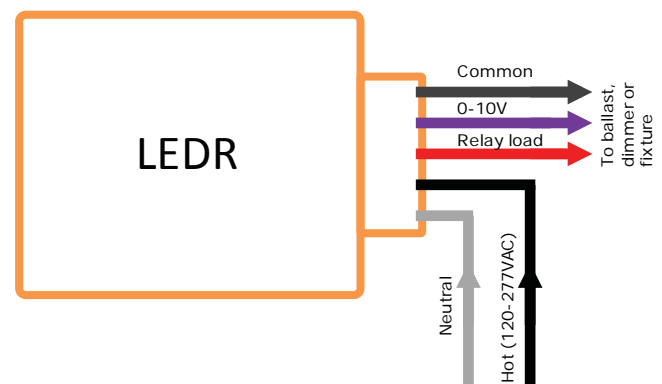 LEDR
Common
0-10V
Relay load
To ballast,
dimmer or
fixture
Neutral
Hot (120-277VAC)